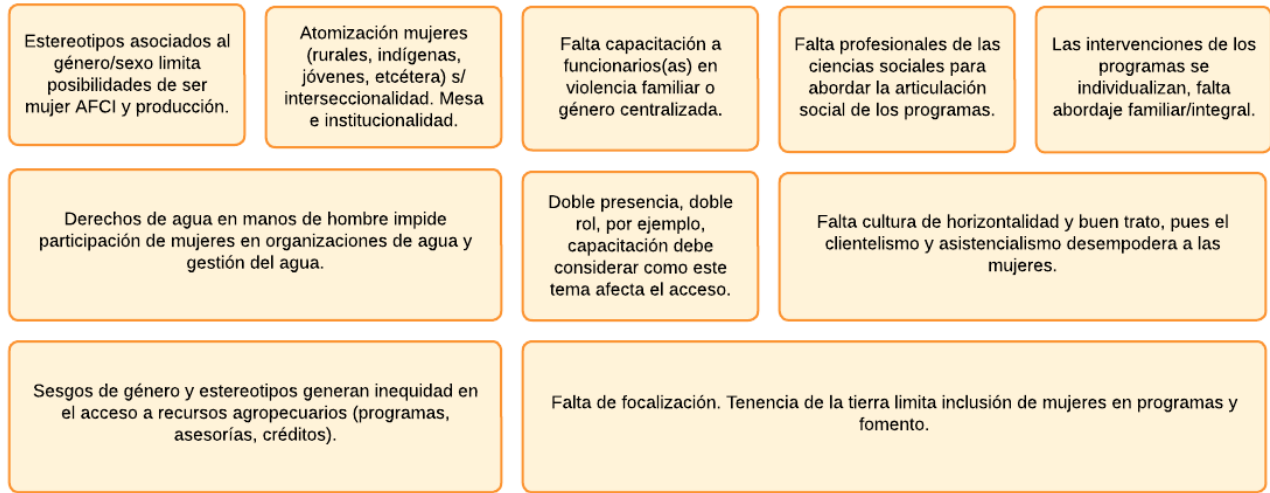 Estereotipos asociados al
género/sexo limita
posibilidades de ser
mujer AFCI y producción.
Atomización mujeres
(rurales, indígenas,
jóvenes, etcétera) s/
interseccionalidad. Mesa
e institucionalidad.
Falta capacitación a
funcionarios(as) en
violencia familiar o
género centralizada.
Falta profesionales de las
ciencias sociales para
abordar la articulación
social de los programas.
Las intervenciones de los
programas se
individualizan, falta
abordaje familiar/integral.
Derechos de agua en manos de hombre impide
participación de mujeres en organizaciones de agua y
gestión del agua.
Doble presencia, doble
rol, por ejemplo,
capacitación debe
considerar como este
tema afecta el acceso.
Falta cultura de horizontalidad y buen trato, pues el
clientelismo y asistencialismo desempodera a las
mujeres.
Sesgos de género y estereotipos generan inequidad en
el acceso a recursos agropecuarios (programas,
asesorías, créditos).
Falta de focalización. Tenencia de la tierra limita inclusión de mujeres en programas y
fomento.